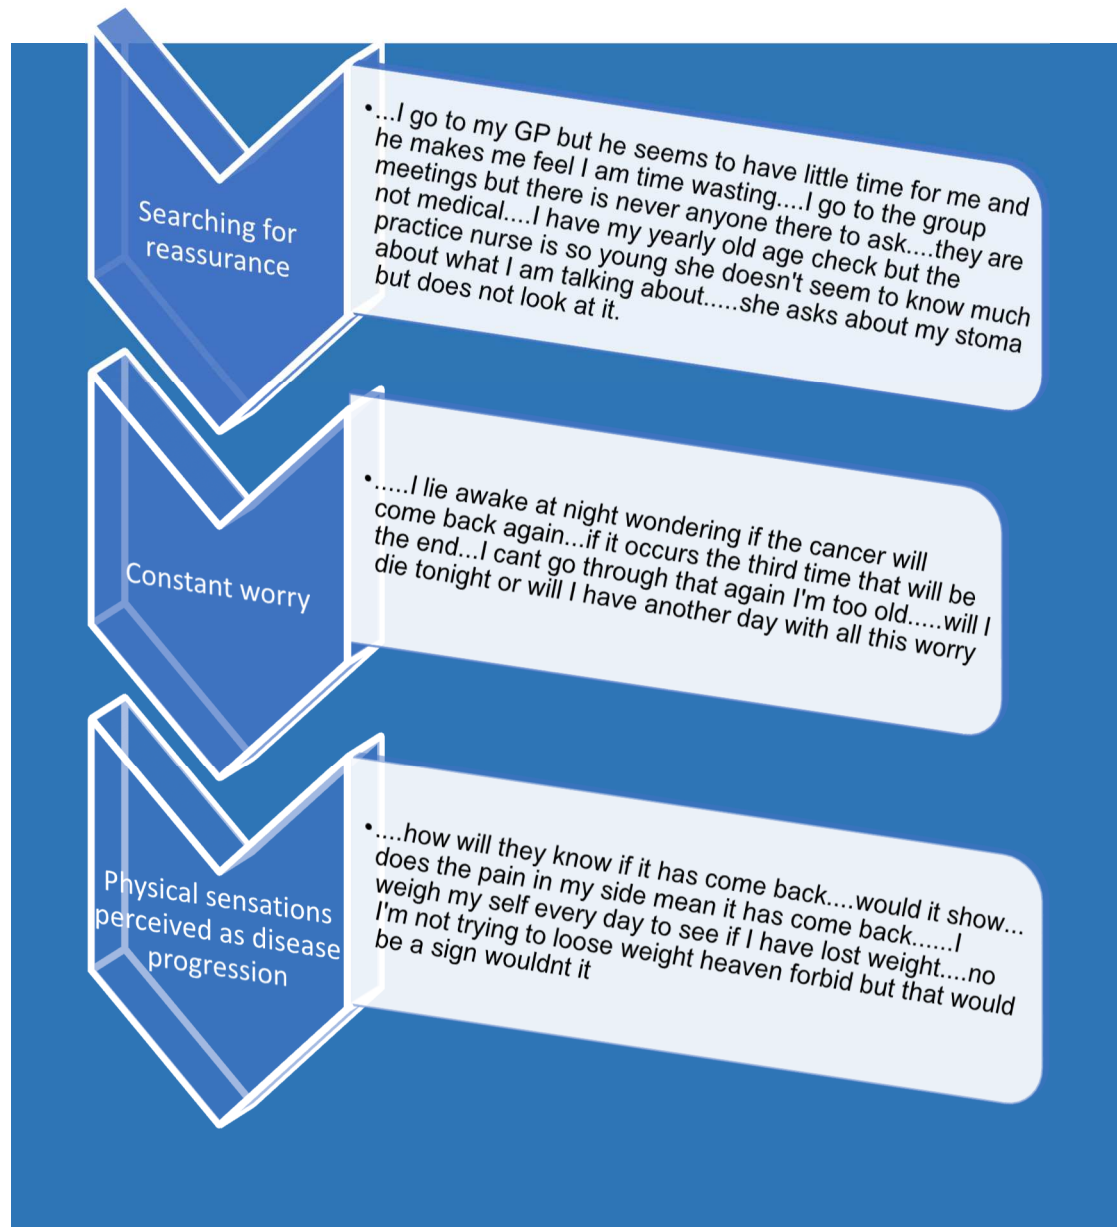 Searching for
reassurance
•...I go to my GP but he seems to have little time for me and
he makes me feel I am time wasting....I go to the group
meetings but there is never anyone there to ask....they are
not medical....I have my yearly old age check but the
practice nurse is so young she doesn't seem to know much
about what I am talking about.....she asks about my stoma
but does not look at it.
Constant worry
•.....I lie awake at night wondering if the cancer will
come back again...if it occurs the third time that will be
the end...I cant go through that again I'm too old.....will I
die tonight or will I have another day with all this worry
Physical sensations
perceived as disease
progression
•....how will they know if it has come back....would it show...
does the pain in my side mean it has come back......I
weigh my self every day to see if I have lost weight....no
I'm not trying to loose weight heaven forbid but that would
be a sign wouldnt it